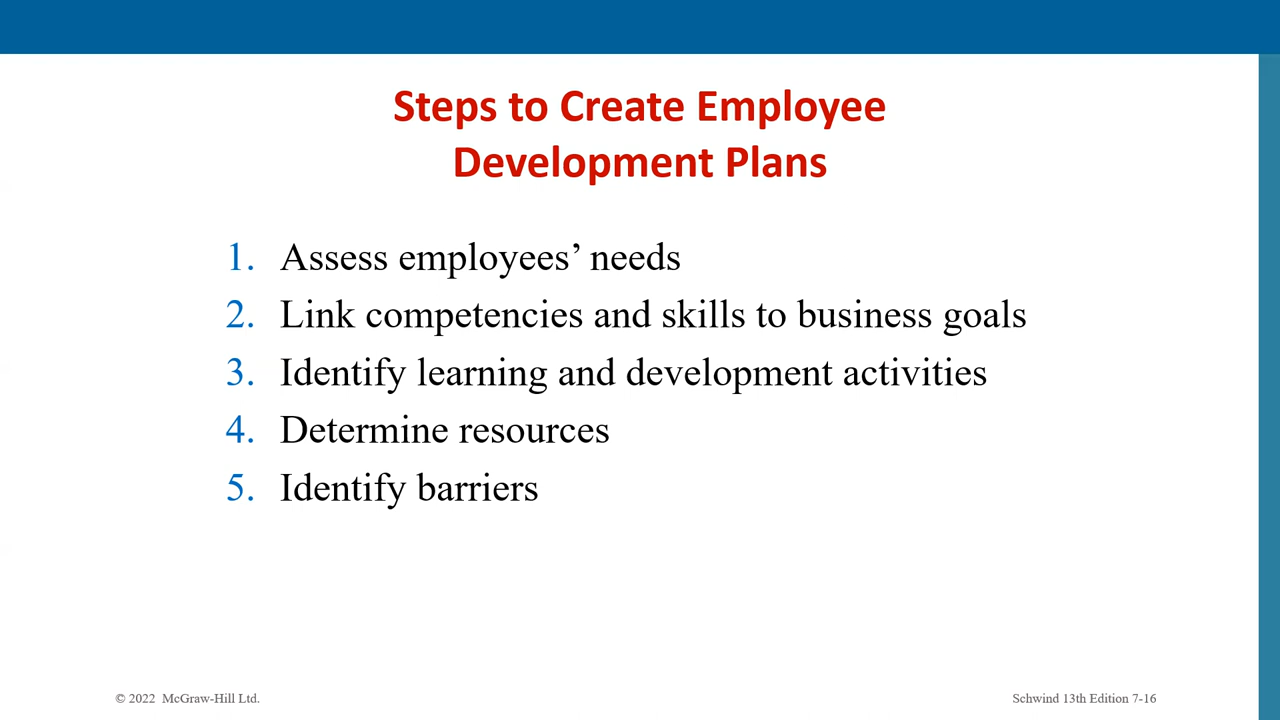 Steps to Create Employee
Development Plans
1. Assess employees’ needs
2. Link competencies and skills to business goals
3. Identify learning and development activities
4. Determine resources
5. Identify barriers
© 2022 McGraw-Hill Ltd.
Schwind 13th Edition 7-16